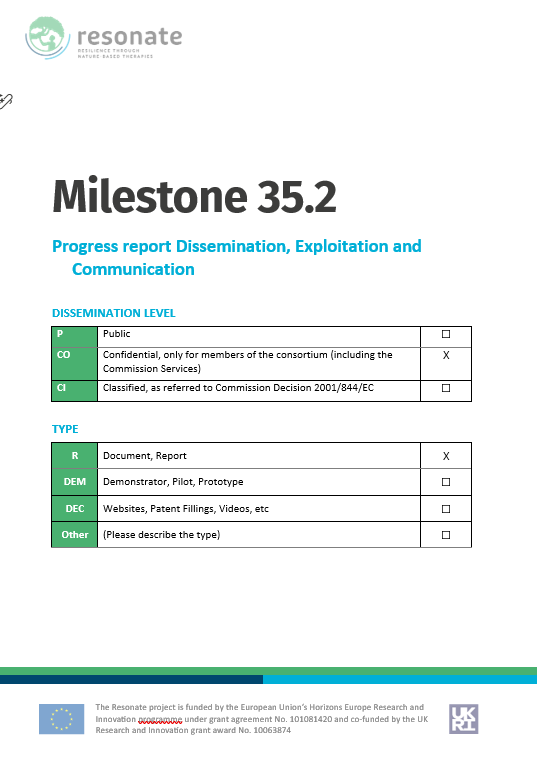 resonate
RESILIENCE THROUGH
NATURE-BASED THERAPIES
Milestone 35.2
Progress report Dissemination, Exploitation and
Communication
DISSEMINATION LEVEL
P Public ☐
CO Confidential, only for members of the consortium (including the X
Commission Services)
CI Classified, as referred to Commission Decision 2001/844/EC ☐
TYPE
R Document, Report X
DEM Demonstrator, Pilot, Prototype ☐
DEC Websites, Patent Fillings, Videos, etc ☐
Other (Please describe the type) ☐
The Resonate project is funded by the European Union's Horizons Europe Research and
Innovation programme under grant agreement No. 101081420 and co-funded by the UK
Research and Innovation grant award No. 10063874
UK
RI